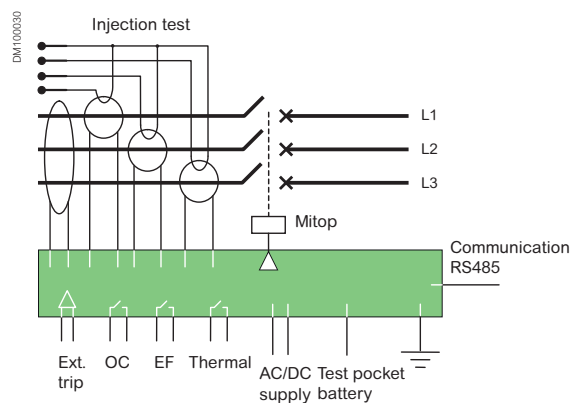 DM100030
Injection test
L1
L2
L3
Mitop
Communication
RS485
Ext.
trip
OC
EF
Thermal
AC/DC
supply
Test pocket
battery